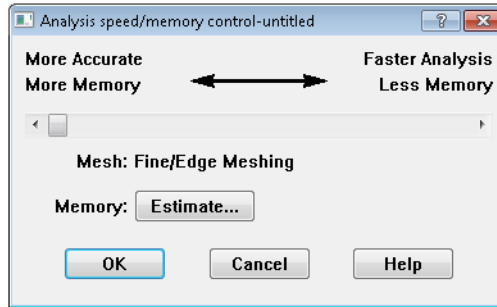 Analysis speed/memory control-untitled
More Accurate
More Memory
Faster Analysis
Less Memory
Mesh: Fine/Edge Meshing
Memory: Estimate...
OK Cancel Help